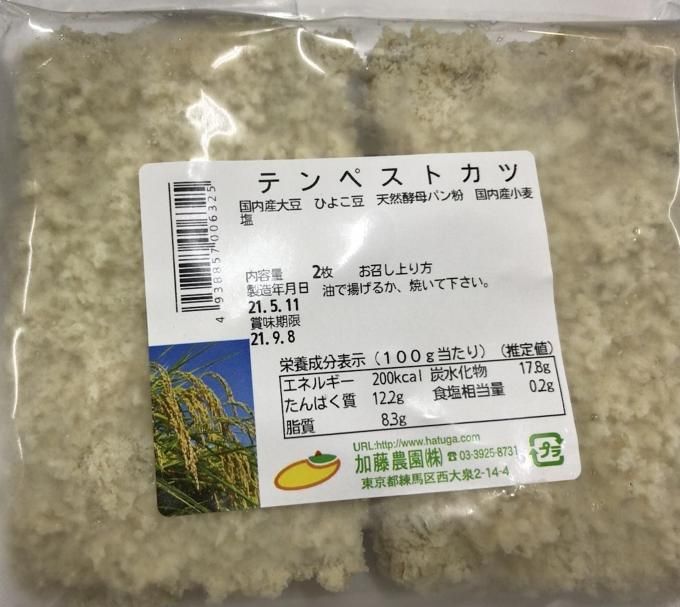 テンペストカツ
国内産大豆 ひよこ豆 天然酵母パン粉 国内産小麦
塩
内容量 2枚 お召し上り方
製造年月日 油で揚げるか、焼いて下さい。
21.5.11
賞味期限
21.9.8
栄養成分表示(100g当たり)(推定値)
エネルギー 200kcal 炭水化物 17.8g
たんぱく質 12.2g 食塩相当量 0.2g
脂質 8.3g
URL:http://www.hatuga.com
加藤農園(株) ☎03-3925-8731
東京都練馬区西大泉2-14-4
プラ
4938857006325